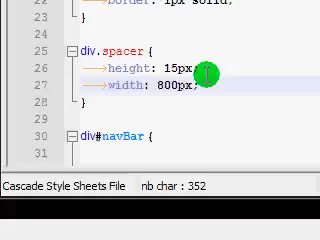 22 border: 1px solid;
23 }
24
25 div.spacer {
26 height: 15px;
27 width: 800px;
28 }
29
30 div#navBar {
31
Cascade Style Sheets File nb char : 352